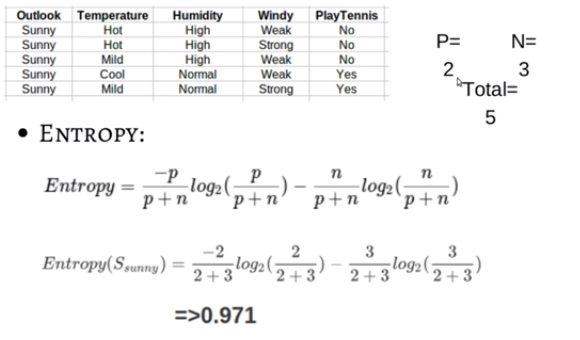 Outlook Temperature Humidity Windy PlayTennis
Sunny Hot High Weak No
Sunny Hot High Strong No
Sunny Mild High Weak No
Sunny Cool Normal Weak Yes
Sunny Mild Normal Strong Yes
P= N=
2 3
Total=
5
• ENTROPY:
Entropy = \frac{-p}{p+n}log_2(\frac{p}{p+n}) - \frac{n}{p+n}log_2(\frac{n}{p+n})
Entropy(S_{sunny}) = \frac{-2}{2+3}log_2(\frac{2}{2+3}) - \frac{3}{2+3}log_2(\frac{3}{2+3})
=>0.971